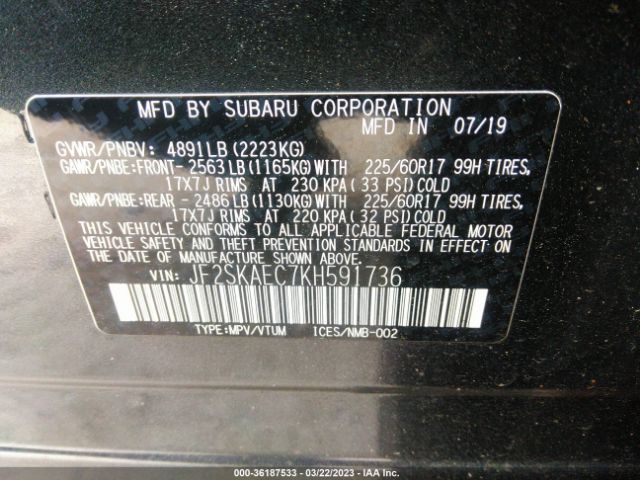 MFD BY SUBARU CORPORATION
MFD IN 07/19
GVWR/PNBV: 4891LB(2223KG)
GAWR/PNBE:FRONT- 2563LB(1165KG)WITH 225/60R17 99H TIRES,
17X7J RIMS AT 230 KPA(33 PSI)COLD
GAWR/PNBE:REAR - 2486LB(1130KG)WITH 225/60R17 99H TIRES,
17X7J RIMS AT 220 KPA(32 PSI)COLD
THIS VEHICLE CONFORMS TO ALL APPLICABLE FEDERAL MOTOR
VEHICLE SAFETY AND THEFT PREVENTION STANDARDS IN EFFECT ON
THE DATE OF MANUFACTURE SHOWN ABOVE.
VIN: JF2SKAEC7KH591736
TYPE:MPV/VTUM ICES/NMB-002
000-36187533 - 03/22/2023 - IAA Inc.